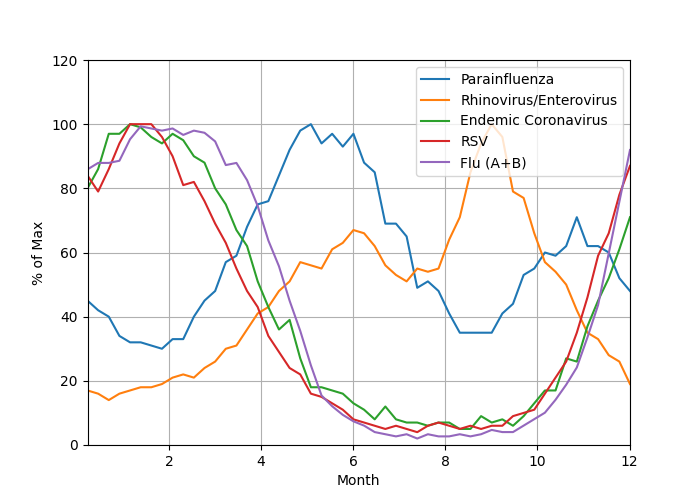 120
100
80
60
40
20
0
% of Max
Parainfluenza
Rhinovirus/Enterovirus
Endemic Coronavirus
RSV
Flu (A+B)
2 4 6 8 10 12
Month